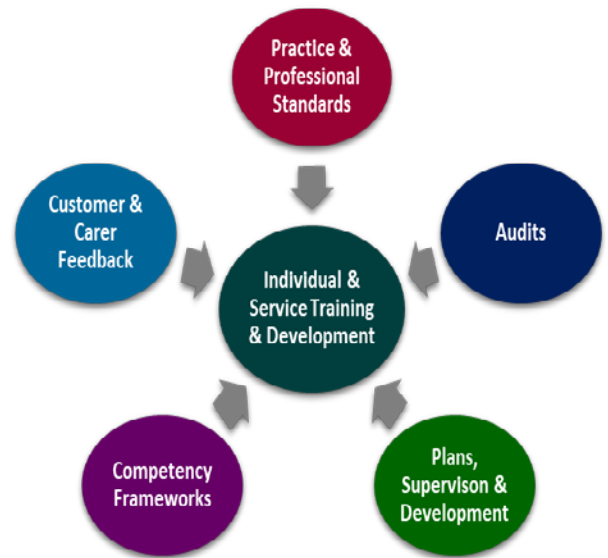 Practice &
Professional
Standards
Customer &
Carer
Feedback
Audits
Individual &
Service Training
& Development
Competency
Frameworks
Plans,
Supervison &
Development